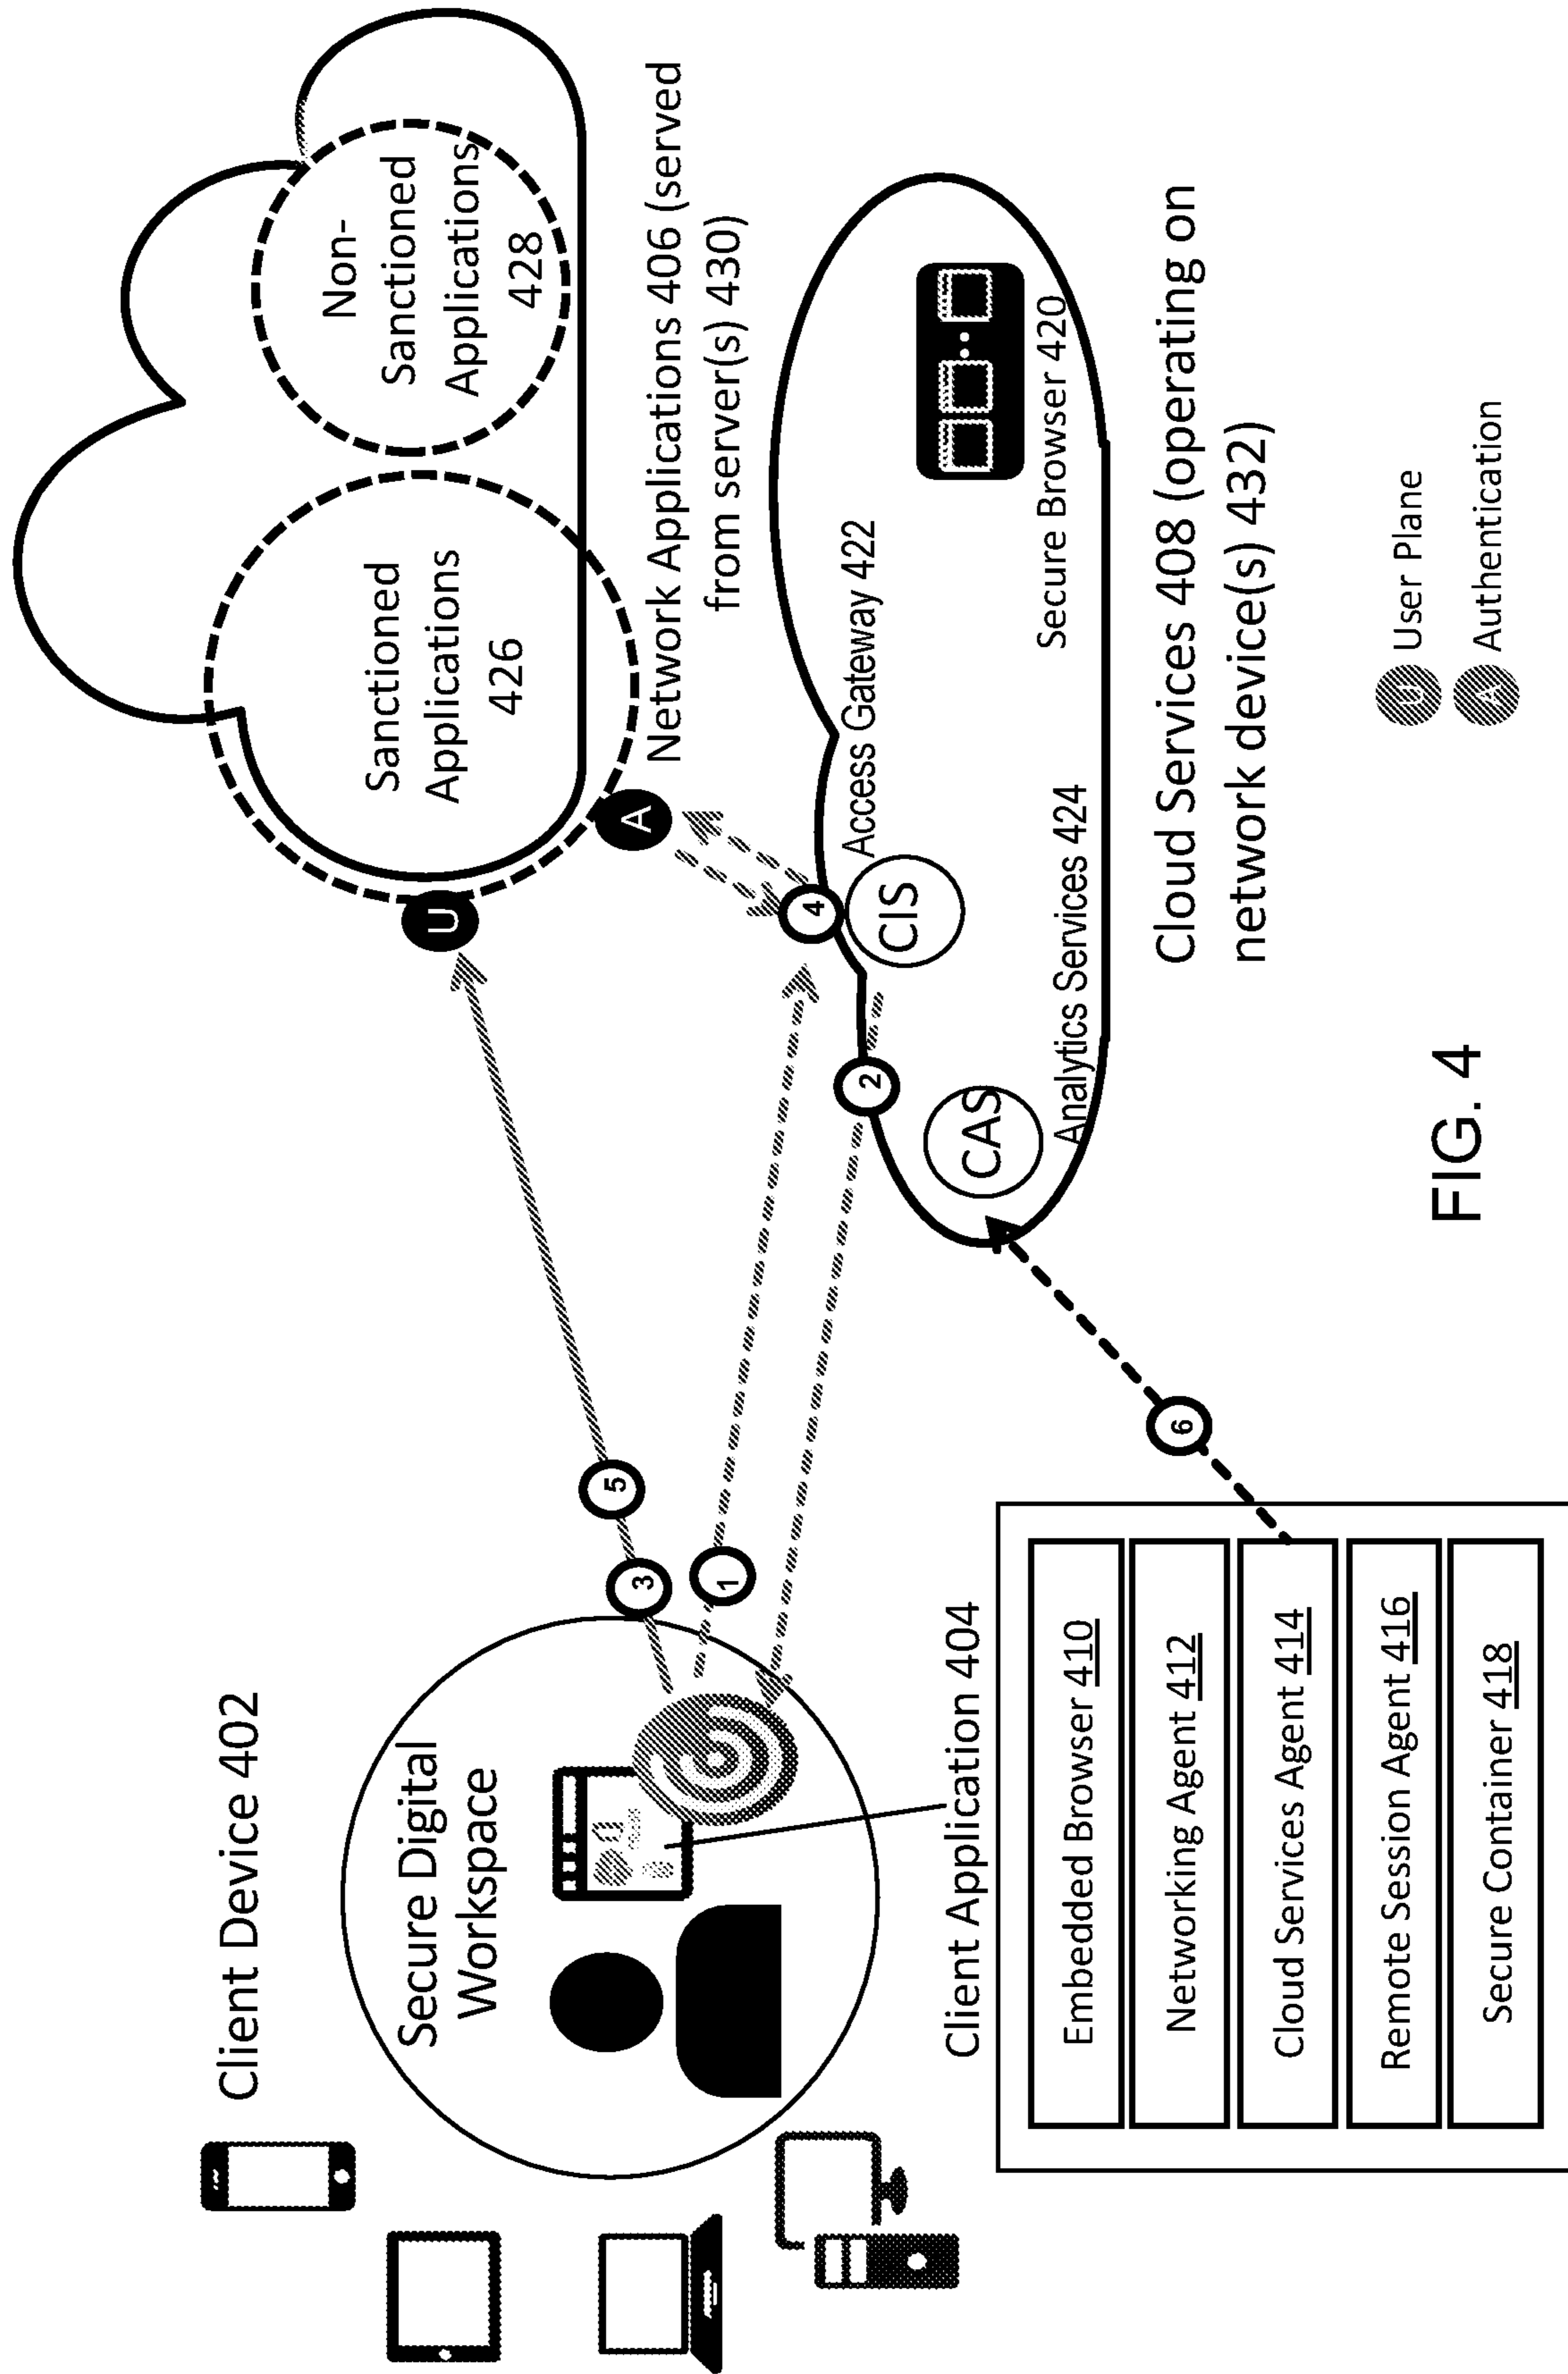 Client Device 402
Secure Digital
Workspace
Client Application 404
Embedded Browser 410
Networking Agent 412
Cloud Services Agent 414
Remote Session Agent 416
Secure Container 418
3
5
1
2
4
6
U
A
Sanctioned
Applications
426
Non-
Sanctioned
Applications
428
Network Applications 406 (served
from server(s) 430)
Access Gateway 422
CIS
CAS
Analytics Services 424
Secure Browser 420
Cloud Services 408 (operating on
network device(s) 432)
U User Plane
A Authentication
FIG. 4